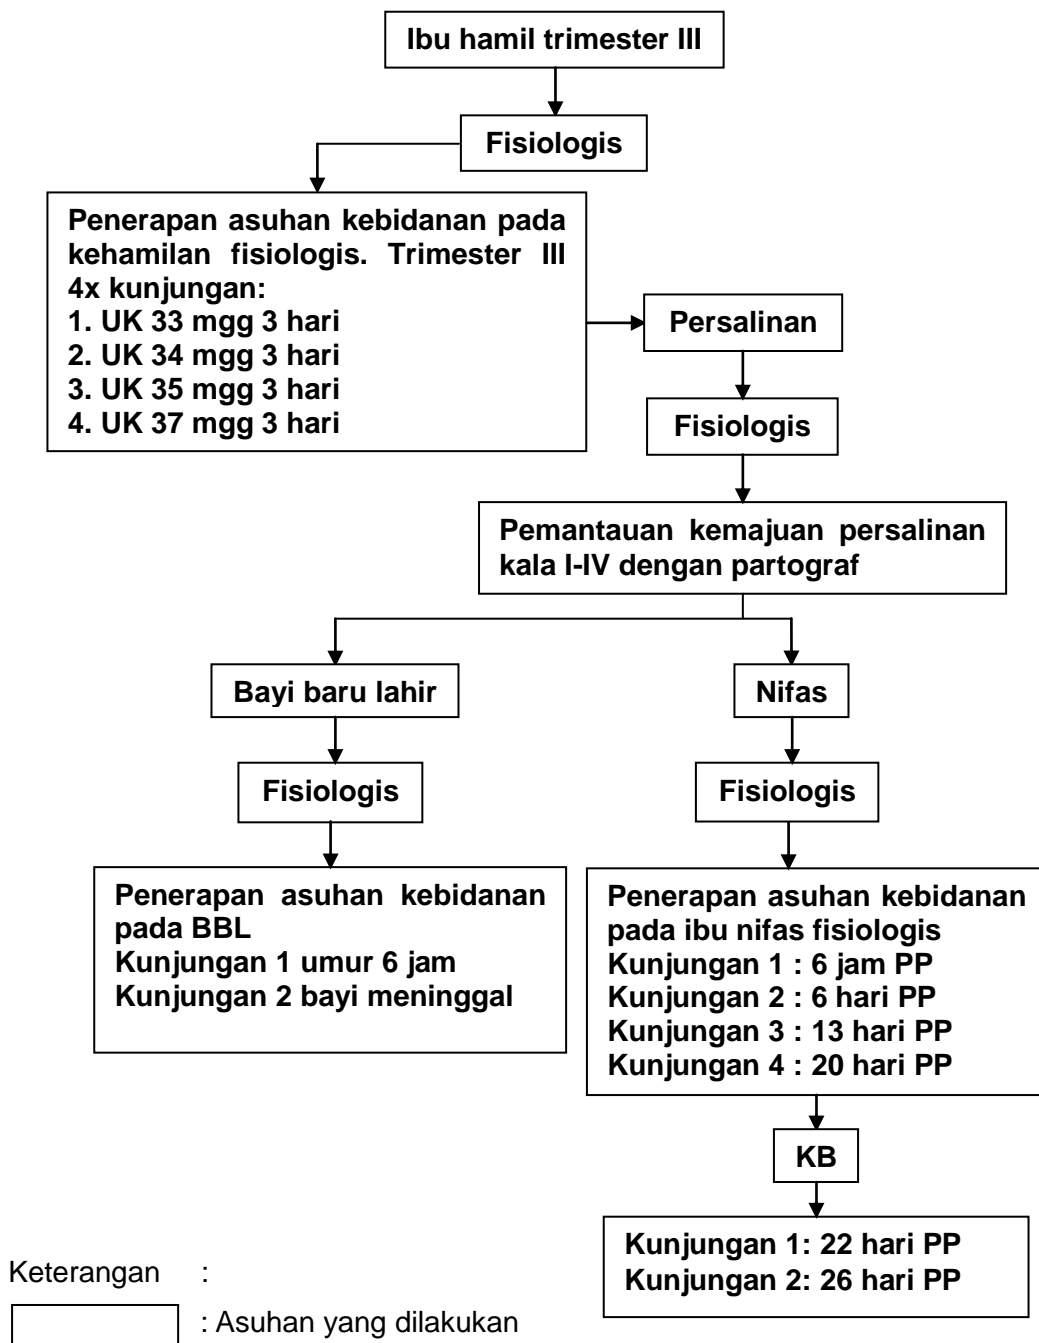 Ibu hamil trimester III
Fisiologis
Penerapan asuhan kebidanan pada
kehamilan fisiologis. Trimester III
4x kunjungan:
1. UK 33 mgg 3 hari
2. UK 34 mgg 3 hari
3. UK 35 mgg 3 hari
4. UK 37 mgg 3 hari
Persalinan
Fisiologis
Pemantauan kemajuan persalinan
kala I-IV dengan partograf
Bayi baru lahir
Fisiologis
Penerapan asuhan kebidanan
pada BBL
Kunjungan 1 umur 6 jam
Kunjungan 2 bayi meninggal
Nifas
Fisiologis
Penerapan asuhan kebidanan
pada ibu nifas fisiologis
Kunjungan 1 : 6 jam PP
Kunjungan 2 : 6 hari PP
Kunjungan 3 : 13 hari PP
Kunjungan 4 : 20 hari PP
KB
Kunjungan 1: 22 hari PP
Kunjungan 2: 26 hari PP
Keterangan :
: Asuhan yang dilakukan